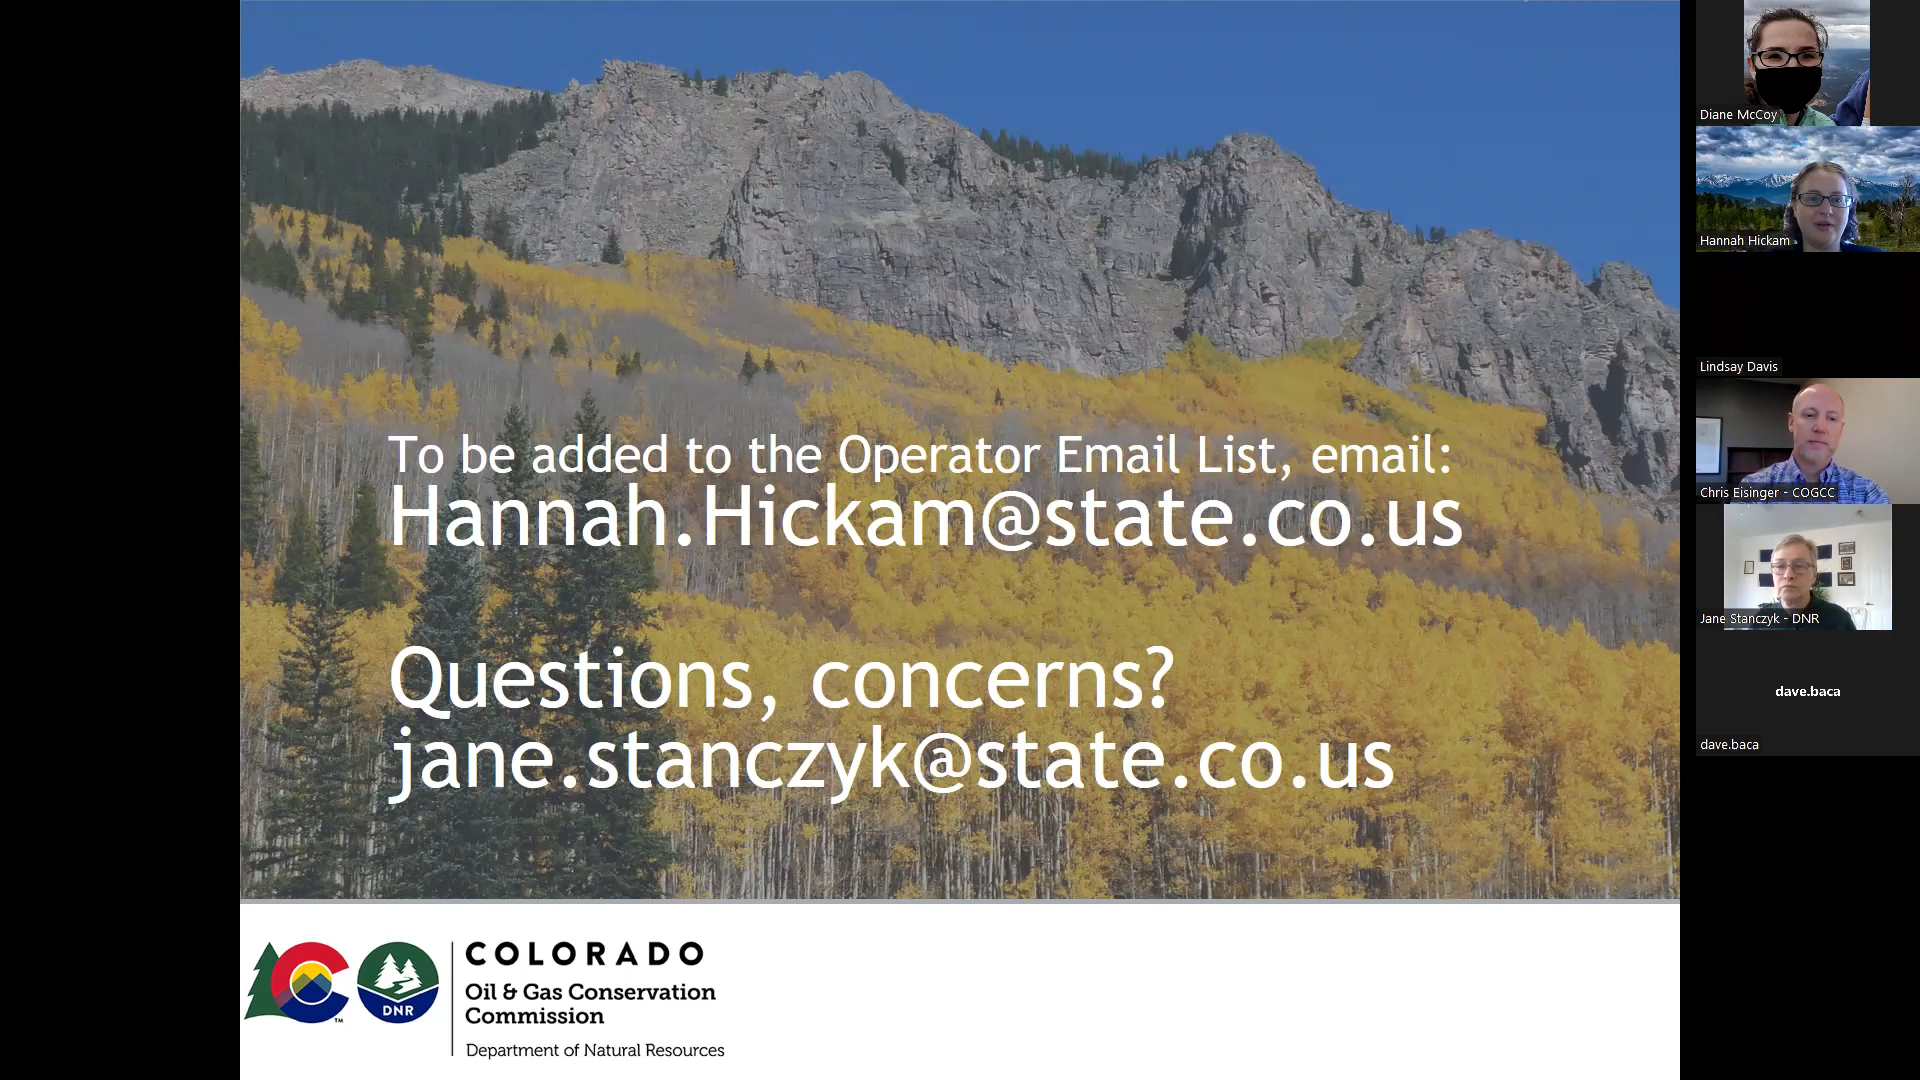 To be added to the Operator Email List, email:
Hannah.Hickam@state.co.us
Questions, concerns?
jane.stanczyk@state.co.us
DNR
TM
COLORADO
Oil & Gas Conservation
Commission
Department of Natural Resources
Diane McCoy
Hannah Hickam
Lindsay Davis
Chris Eisinger - COGCC
Jane Stanczyk - DNR
dave.baca
dave.baca